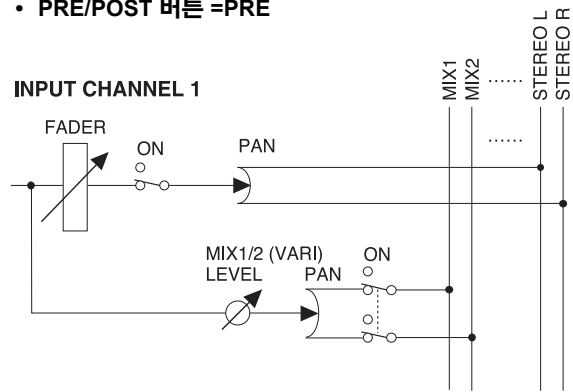 • PRE/POST 버튼 =PRE
INPUT CHANNEL 1
FADER
ON
PAN
MIX1
MIX2
......
STEREO L
STEREO R
......
MIX1/2 (VARI)
LEVEL
PAN
ON